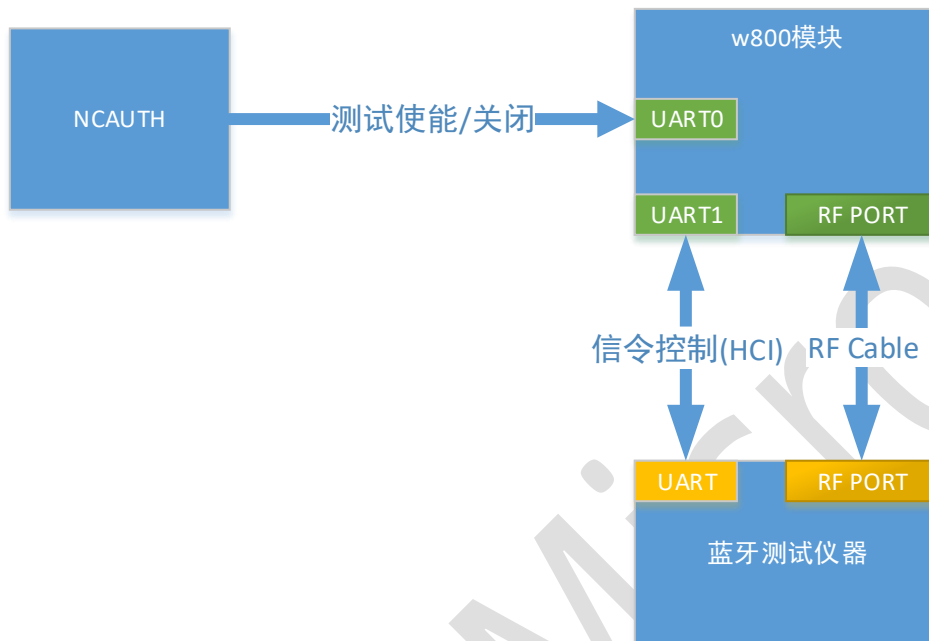 w800模块
NCAUTH
测试使能/关闭
UART0
UART1
RF PORT
信令控制(HCI)
RF Cable
UART
RF PORT
蓝牙测试仪器
Micro